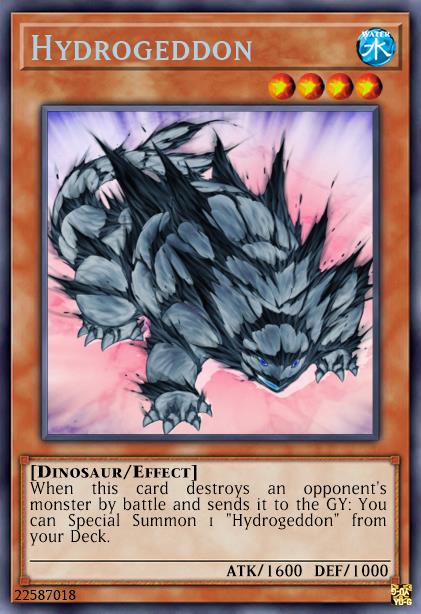 HYDROGEDDON
WATER
水
[DINOSAUR/EFFECT]
When this card destroys an opponent's
monster by battle and sends it to the GY: You
can Special Summon 1 "Hydrogeddon" from
your Deck.
ATK/1600 DEF/1000
22587018